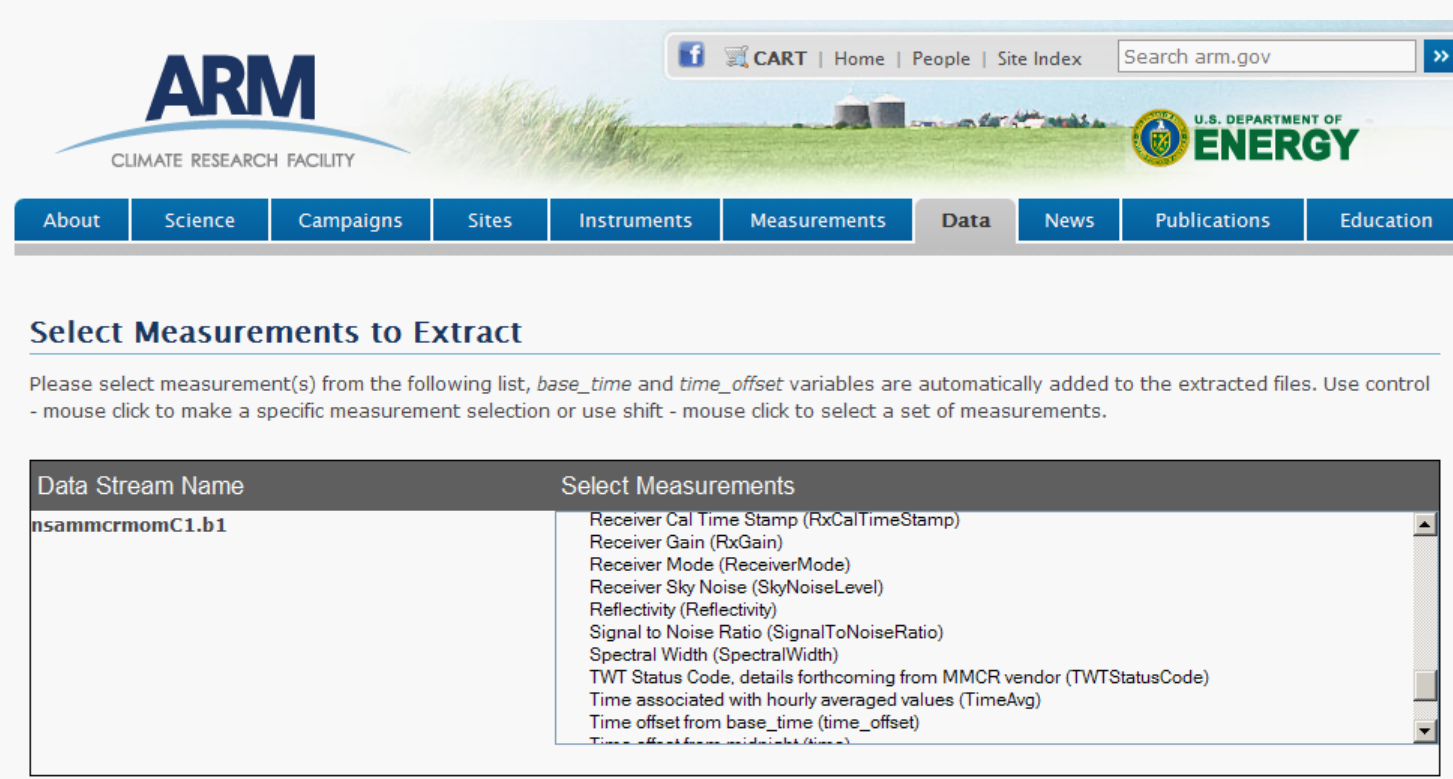 ARM
CLIMATE RESEARCH FACILITY
f CART | Home | People | Site Index Search arm.gov »
U.S. DEPARTMENT OF
ENERGY
About Science Campaigns Sites Instruments Measurements Data News Publications Education
Select Measurements to Extract
Please select measurement(s) from the following list, base_time and time_offset variables are automatically added to the extracted files. Use control
- mouse click to make a specific measurement selection or use shift - mouse click to select a set of measurements.
Data Stream Name Select Measurements
nsammcrmomC1.b1
Receiver Cal Time Stamp (RxCalTimeStamp)
Receiver Gain (RxGain)
Receiver Mode (ReceiverMode)
Receiver Sky Noise (SkyNoiseLevel)
Reflectivity (Reflectivity)
Signal to Noise Ratio (SignalToNoiseRatio)
Spectral Width (SpectralWidth)
TWT Status Code, details forthcoming from MMCR vendor (TWTStatusCode)
Time associated with hourly averaged values (TimeAvg)
Time offset from base_time (time_offset)
Time offset from midnight (time)